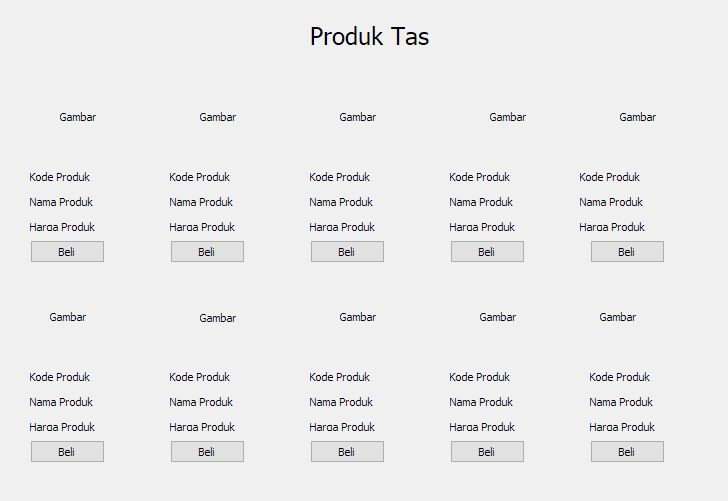 Produk Tas
Gambar Gambar Gambar Gambar Gambar
Kode Produk Kode Produk Kode Produk Kode Produk Kode Produk
Nama Produk Nama Produk Nama Produk Nama Produk Nama Produk
Harga Produk Harga Produk Harga Produk Harga Produk Harga Produk
Beli Beli Beli Beli Beli
Gambar Gambar Gambar Gambar Gambar
Kode Produk Kode Produk Kode Produk Kode Produk Kode Produk
Nama Produk Nama Produk Nama Produk Nama Produk Nama Produk
Harga Produk Harga Produk Harga Produk Harga Produk Harga Produk
Beli Beli Beli Beli Beli